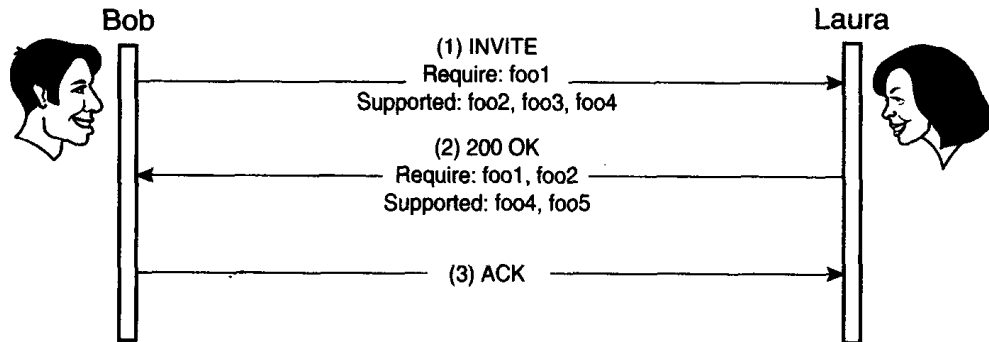 Bob
Laura
(1) INVITE
Require: foo1
Supported: foo2, foo3, foo4
(2) 200 OK
Require: foo1, foo2
Supported: foo4, foo5
(3) ACK